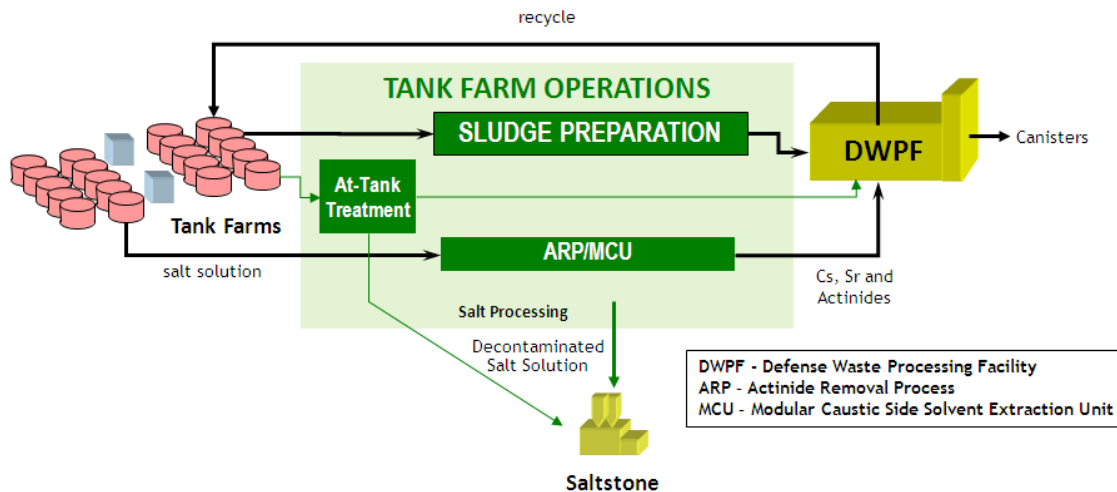 recycle
TANK FARM OPERATIONS
SLUDGE PREPARATION
DWPF
Canisters
At-Tank
Treatment
Tank Farms
ARP/MCU
salt solution
Cs, Sr and
Actinides
Salt Processing
Decontaminated
Salt Solution
DWPF - Defense Waste Processing Facility
ARP - Actinide Removal Process
MCU - Modular Caustic Side Solvent Extraction Unit
Saltstone